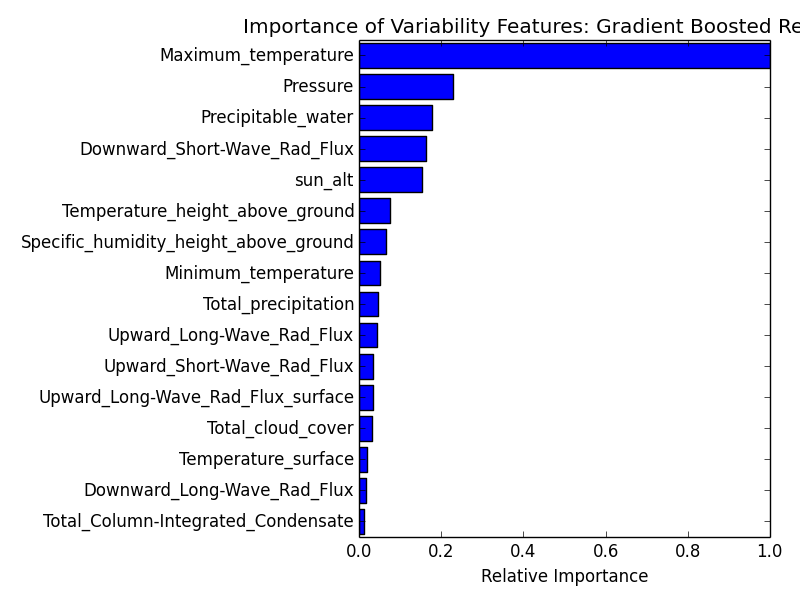 Importance of Variability Features: Gradient Boosted Re
Maximum_temperature
Pressure
Precipitable_water
Downward_Short-Wave_Rad_Flux
sun_alt
Temperature_height_above_ground
Specific_humidity_height_above_ground
Minimum_temperature
Total_precipitation
Upward_Long-Wave_Rad_Flux
Upward_Short-Wave_Rad_Flux
Upward_Long-Wave_Rad_Flux_surface
Total_cloud_cover
Temperature_surface
Downward_Long-Wave_Rad_Flux
Total_Column-Integrated_Condensate
0.0 0.2 0.4 0.6 0.8 1.0
Relative Importance